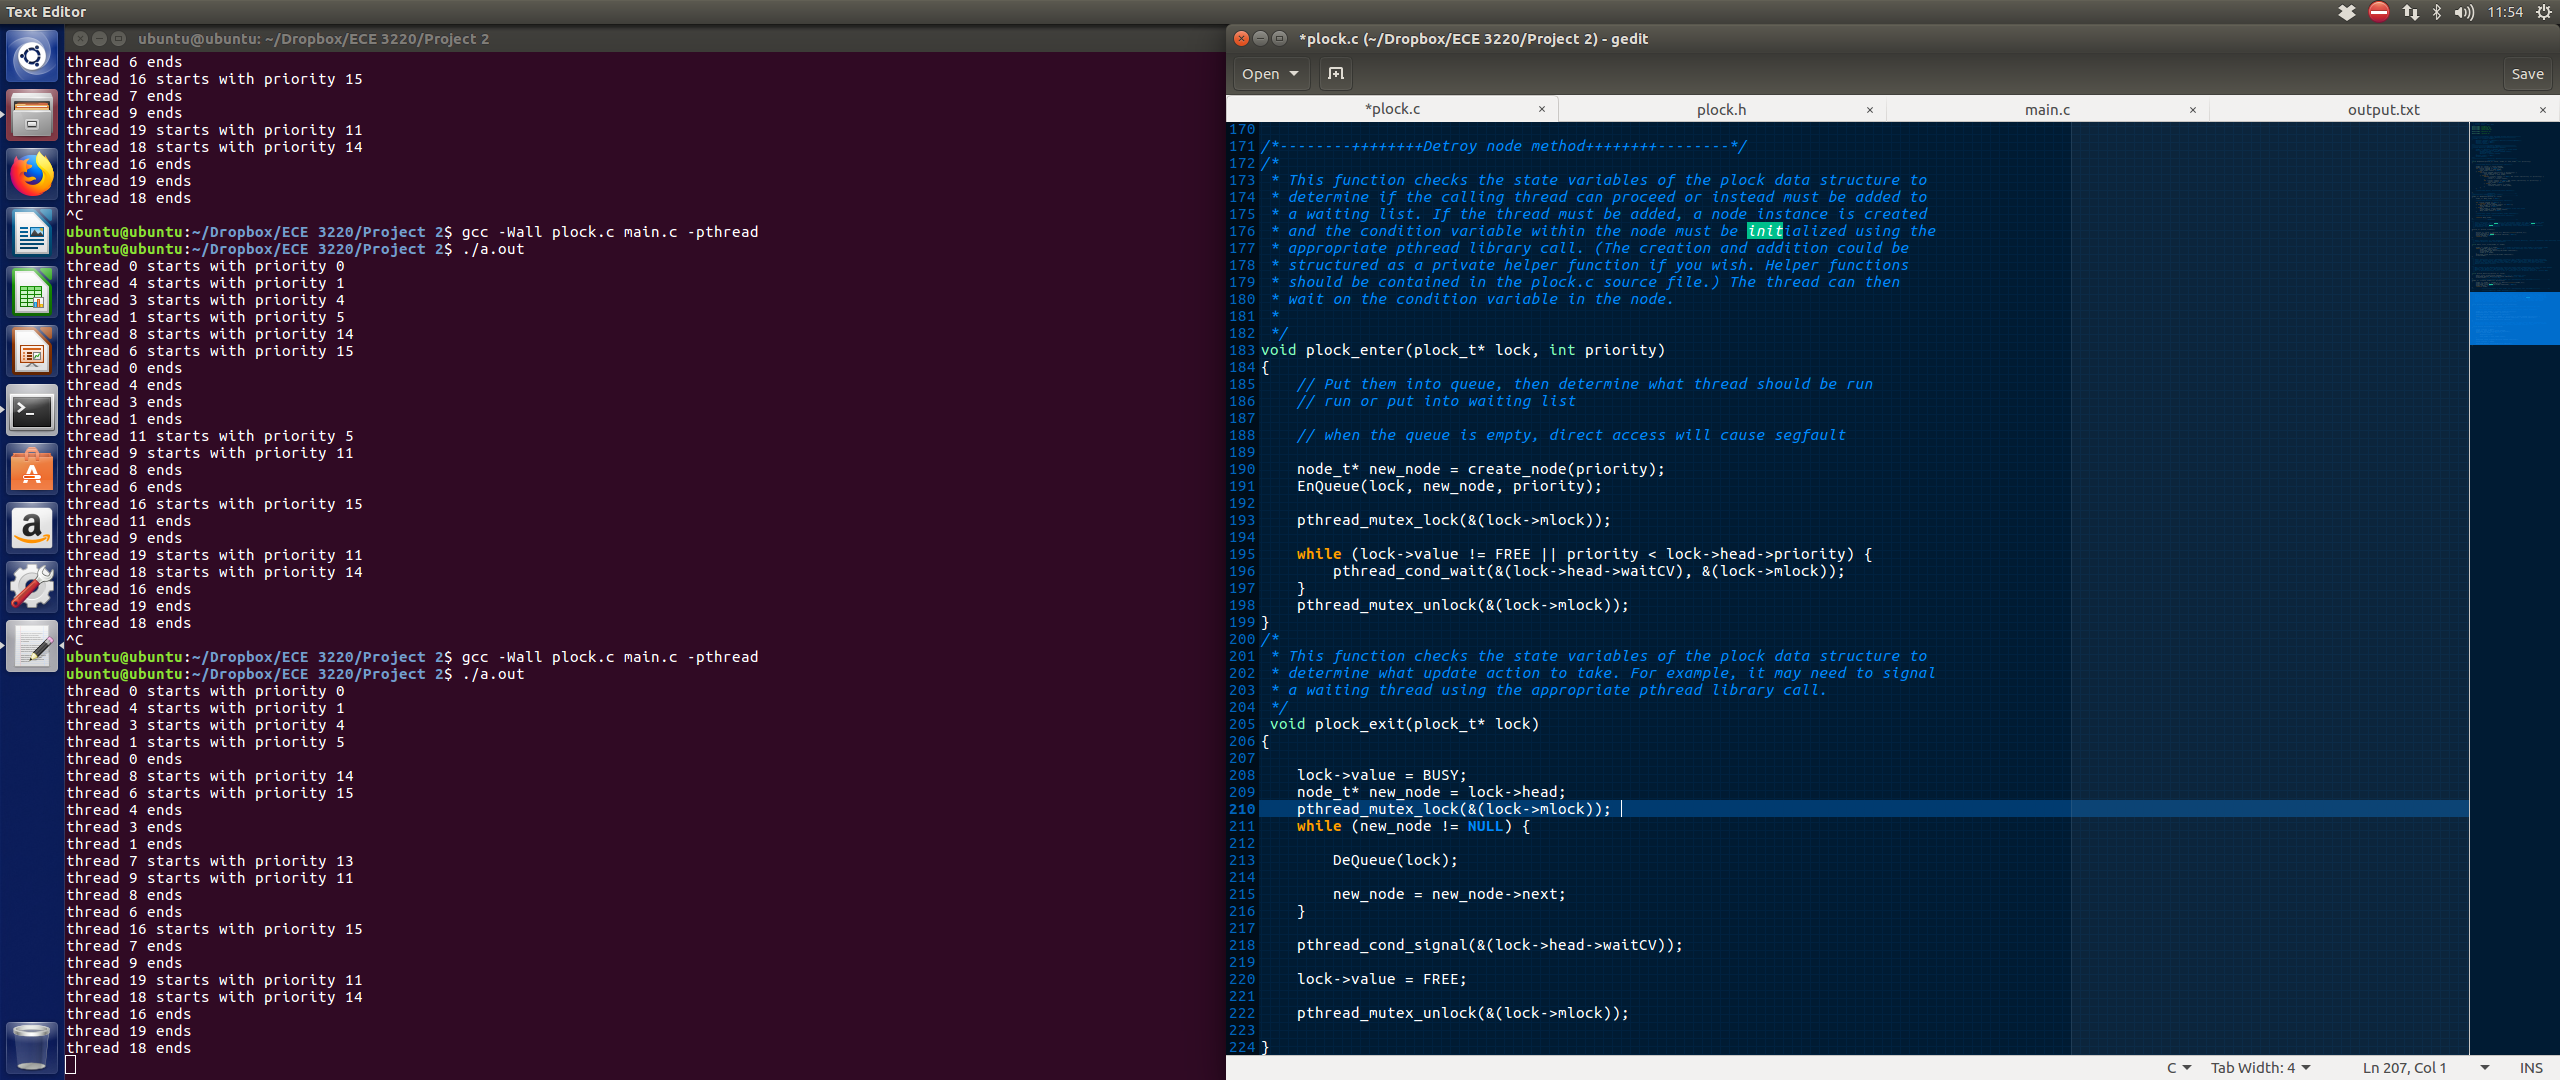 Text Editor
11:54
ubuntu@ubuntu: ~/Dropbox/ECE 3220/Project 2
thread 6 ends
thread 16 starts with priority 15
thread 7 ends
thread 9 ends
thread 19 starts with priority 11
thread 18 starts with priority 14
thread 16 ends
thread 19 ends
thread 18 ends
^C
ubuntu@ubuntu:~/Dropbox/ECE 3220/Project 2$ gcc -Wall plock.c main.c -pthread
ubuntu@ubuntu:~/Dropbox/ECE 3220/Project 2$ ./a.out
thread 0 starts with priority 0
thread 4 starts with priority 1
thread 3 starts with priority 4
thread 1 starts with priority 5
thread 8 starts with priority 14
thread 6 starts with priority 15
thread 0 ends
thread 4 ends
thread 3 ends
thread 1 ends
thread 11 starts with priority 5
thread 9 starts with priority 11
thread 8 ends
thread 6 ends
thread 16 starts with priority 15
thread 11 ends
thread 9 ends
thread 19 starts with priority 11
thread 18 starts with priority 14
thread 16 ends
thread 19 ends
thread 18 ends
^C
ubuntu@ubuntu:~/Dropbox/ECE 3220/Project 2$ gcc -Wall plock.c main.c -pthread
ubuntu@ubuntu:~/Dropbox/ECE 3220/Project 2$ ./a.out
thread 0 starts with priority 0
thread 4 starts with priority 1
thread 3 starts with priority 4
thread 1 starts with priority 5
thread 0 ends
thread 8 starts with priority 14
thread 6 starts with priority 15
thread 4 ends
thread 3 ends
thread 1 ends
thread 7 starts with priority 13
thread 9 starts with priority 11
thread 8 ends
thread 6 ends
thread 16 starts with priority 15
thread 7 ends
thread 9 ends
thread 19 starts with priority 11
thread 18 starts with priority 14
thread 16 ends
thread 19 ends
thread 18 ends
*plock.c (~/Dropbox/ECE 3220/Project 2) - gedit
Open
Save
*plock.c × plock.h × main.c × output.txt ×
170
171 /*--------++++++++Detroy node method++++++++--------*/
172 /*
173 * This function checks the state variables of the plock data structure to
174 * determine if the calling thread can proceed or instead must be added to
175 * a waiting list. If the thread must be added, a node instance is created
176 * and the condition variable within the node must be initialized using the
177 * appropriate pthread library call. (The creation and addition could be
178 * structured as a private helper function if you wish. Helper functions
179 * should be contained in the plock.c source file.) The thread can then
180 * wait on the condition variable in the node.
181 *
182 */
183 void plock_enter(plock_t* lock, int priority)
184 {
185 // Put them into queue, then determine what thread should be run
186 // run or put into waiting list
187
188 // when the queue is empty, direct access will cause segfault
189
190 node_t* new_node = create_node(priority);
191 EnQueue(lock, new_node, priority);
192
193 pthread_mutex_lock(&(lock->mlock));
194
195 while (lock->value != FREE || priority < lock->head->priority) {
196 pthread_cond_wait(&(lock->head->waitCV), &(lock->mlock));
197 }
198 pthread_mutex_unlock(&(lock->mlock));
199 }
200 /*
201 * This function checks the state variables of the plock data structure to
202 * determine what update action to take. For example, it may need to signal
203 * a waiting thread using the appropriate pthread library call.
204 */
205 void plock_exit(plock_t* lock)
206 {
207
208 lock->value = BUSY;
209 node_t* new_node = lock->head;
210 pthread_mutex_lock(&(lock->mlock));
211 while (new_node != NULL) {
212
213 DeQueue(lock);
214
215 new_node = new_node->next;
216 }
217
218 pthread_cond_signal(&(lock->head->waitCV));
219
220 lock->value = FREE;
221
222 pthread_mutex_unlock(&(lock->mlock));
223
224 }
C Tab Width: 4 Ln 207, Col 1 INS